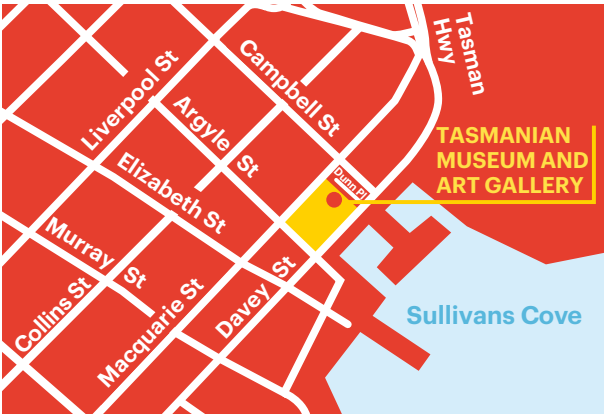 Tasman
Hwy
Campbell St
Liverpool St
Argyle St
TASMANIAN
MUSEUM AND
ART GALLERY
Dunn Pl
Elizabeth St
Murray St
Collins St
Macquarie St
Davey St
Sullivans Cove